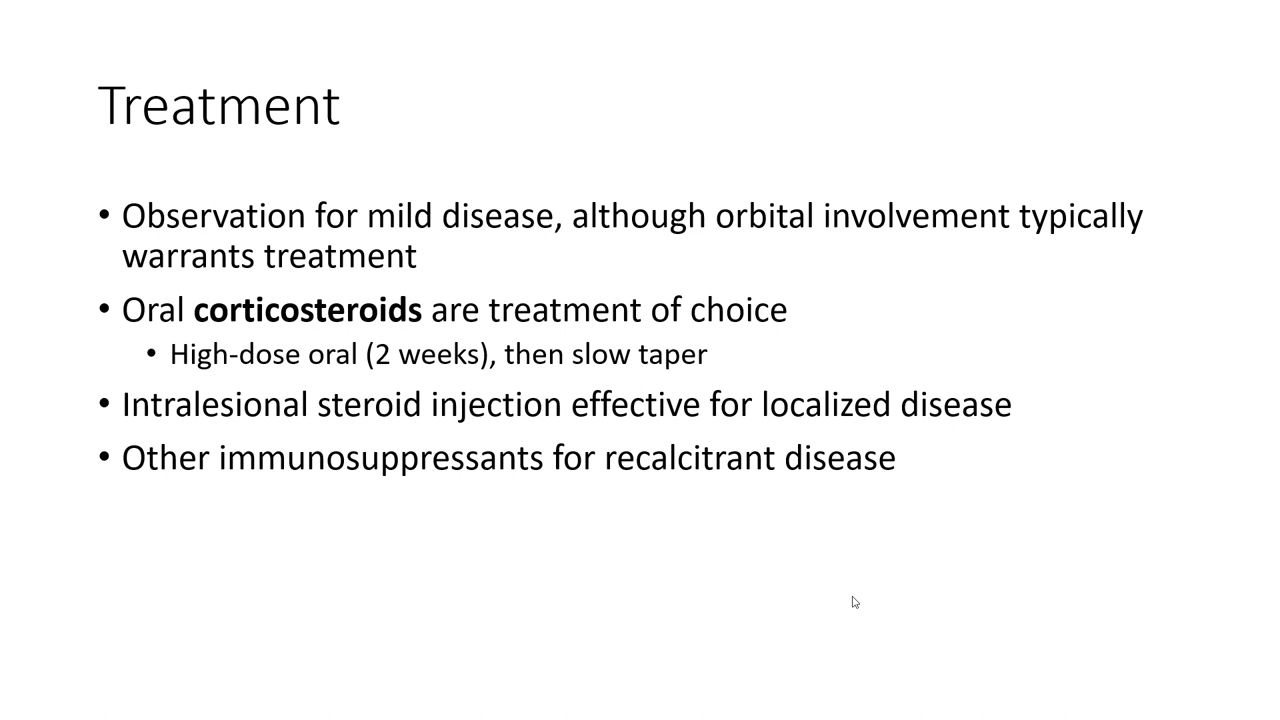 Treatment
• Observation for mild disease, although orbital involvement typically
warrants treatment
• Oral corticosteroids are treatment of choice
• High-dose oral (2 weeks), then slow taper
• Intralesional steroid injection effective for localized disease
• Other immunosuppressants for recalcitrant disease